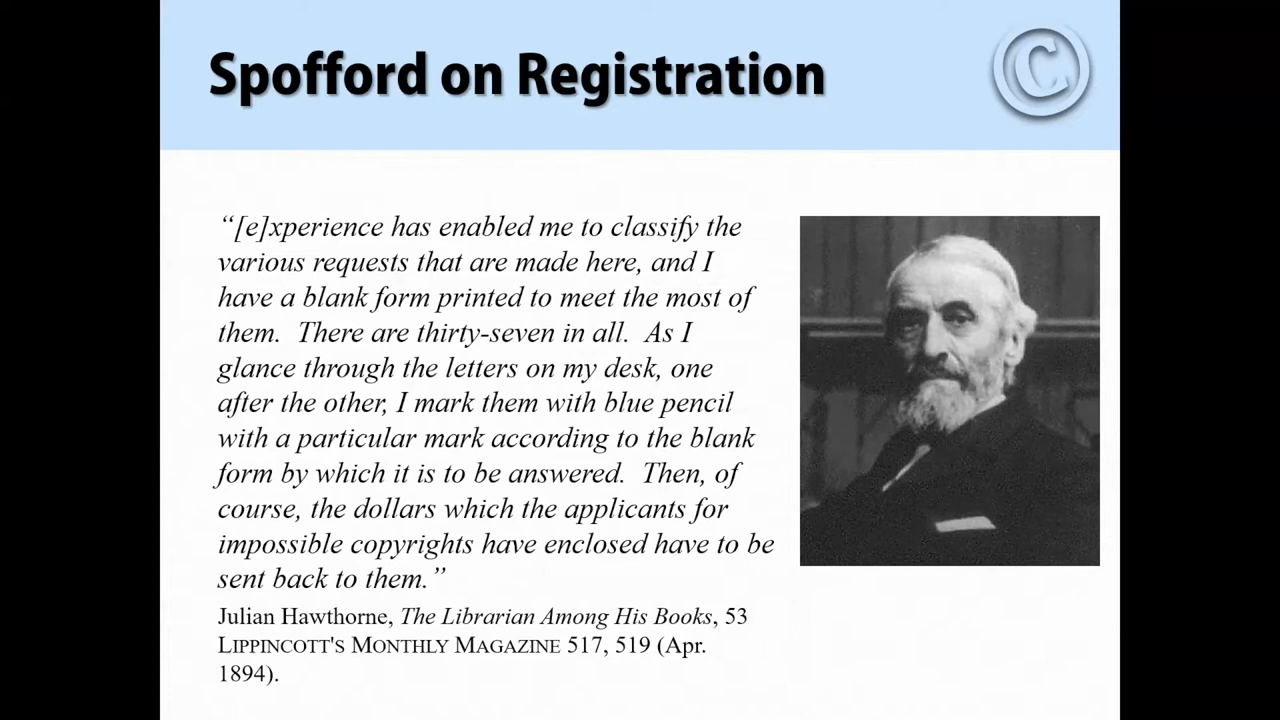 Spofford on Registration
©
“[e]xperience has enabled me to classify the
various requests that are made here, and I
have a blank form printed to meet the most of
them.  There are thirty-seven in all.  As I
glance through the letters on my desk, one
after the other, I mark them with blue pencil
with a particular mark according to the blank
form by which it is to be answered.  Then, of
course, the dollars which the applicants for
impossible copyrights have enclosed have to be
sent back to them.”
Julian Hawthorne, The Librarian Among His Books, 53
LIPPINCOTT'S MONTHLY MAGAZINE 517, 519 (Apr.
1894).